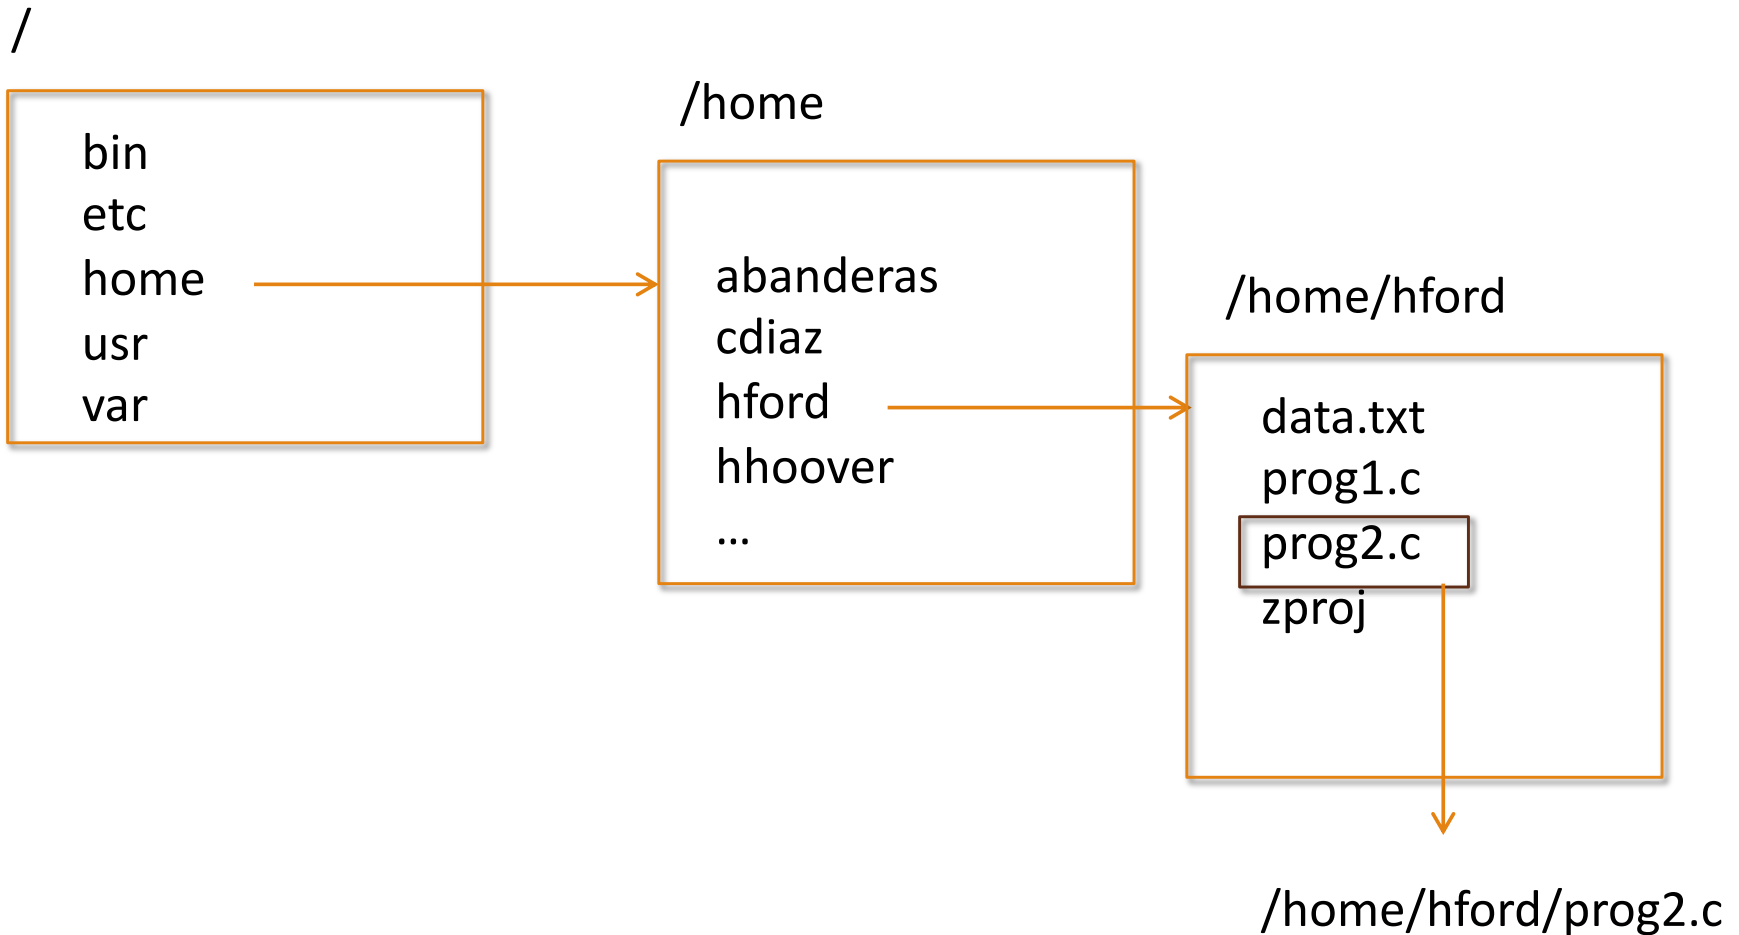 /
bin
etc
home
usr
var
/home
abanderas
cdiaz
hford
hhoover
...
/home/hford
data.txt
prog1.c
prog2.c
zproj
/home/hford/prog2.c